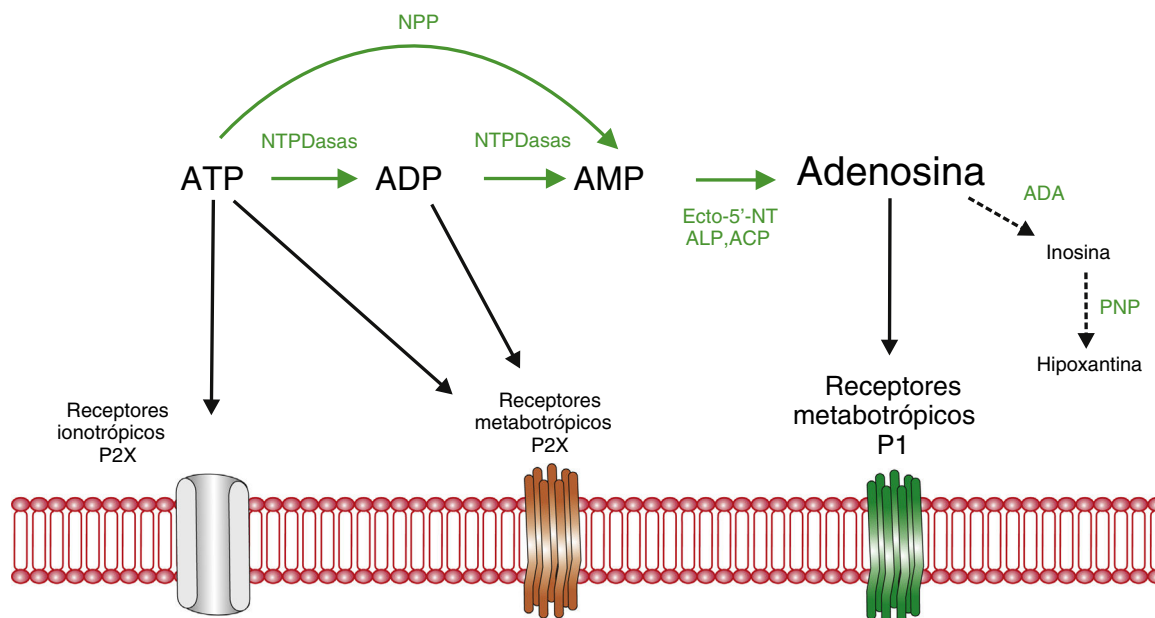 NPP
NTPDasas
NTPDasas
ATP
ADP
AMP
Adenosina
Ecto-5’-NT
ALP,ACP
ADA
Inosina
PNP
Hipoxantina
Receptores
ionotrópicos
P2X
Receptores
metabotrópicos
P2X
Receptores
metabotrópicos
P1